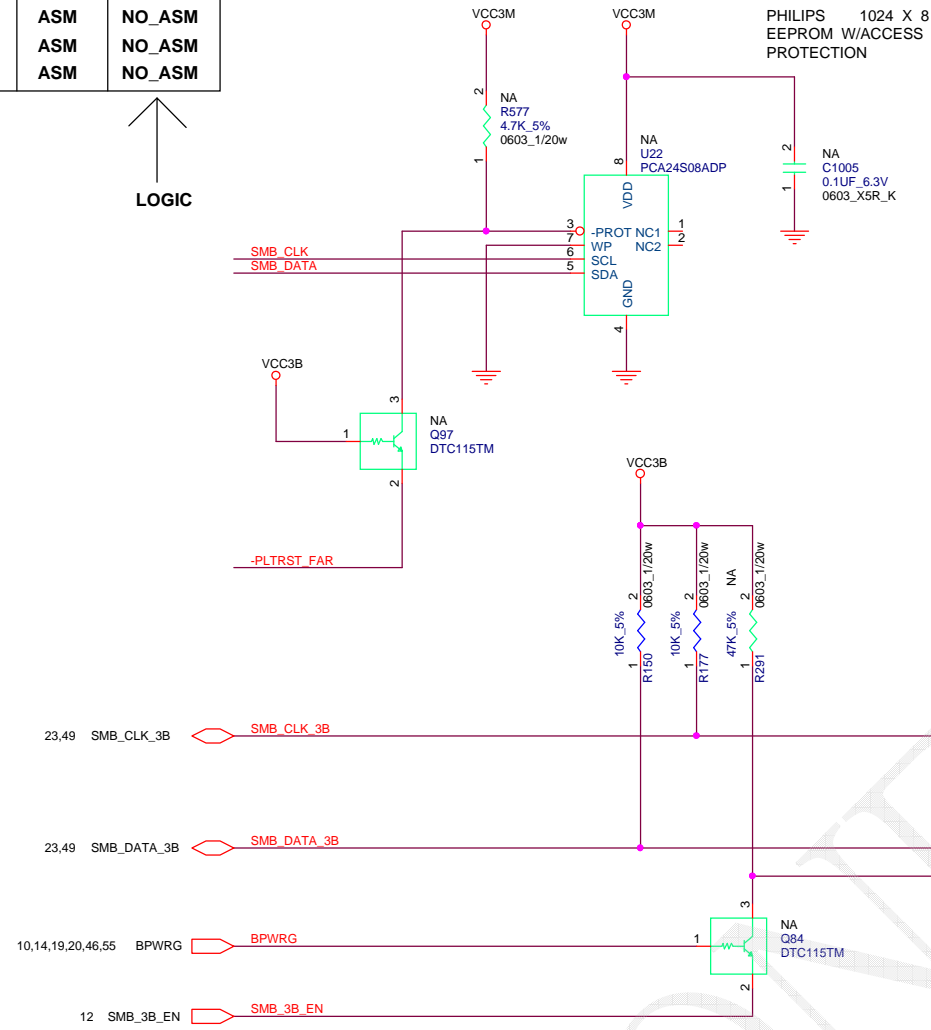 ASM NO_ASM
ASM NO_ASM
ASM NO_ASM
LOGIC
VCC3M
VCC3M
PHILIPS 1024 X 8
EEPROM W/ACCESS
PROTECTION
2
NA
R577
4.7K_5%
0603_1/20w
1
NA
U22
PCA24S08ADP
8
VDD
2
NA
C1005
0.1UF_6.3V
0603_X5R_K
1
3 -PROT NC1 1
7 WP NC2 2
6 SCL
5 SDA
GND
4
SMB_CLK
SMB_DATA
VCC3B
3
1
NA
Q97
DTC115TM
2
-PLTRST_FAR
VCC3B
10K_5%
2
0603_1/20w
1
R150
10K_5%
2
0603_1/20w
1
R177
NA
47K_5%
2
0603_1/20w
1
R291
23,49 SMB_CLK_3B SMB_CLK_3B
23,49 SMB_DATA_3B SMB_DATA_3B
3
10,14,19,20,46,55 BPWRG BPWRG 1
NA
Q84
DTC115TM
2
12 SMB_3B_EN SMB_3B_EN